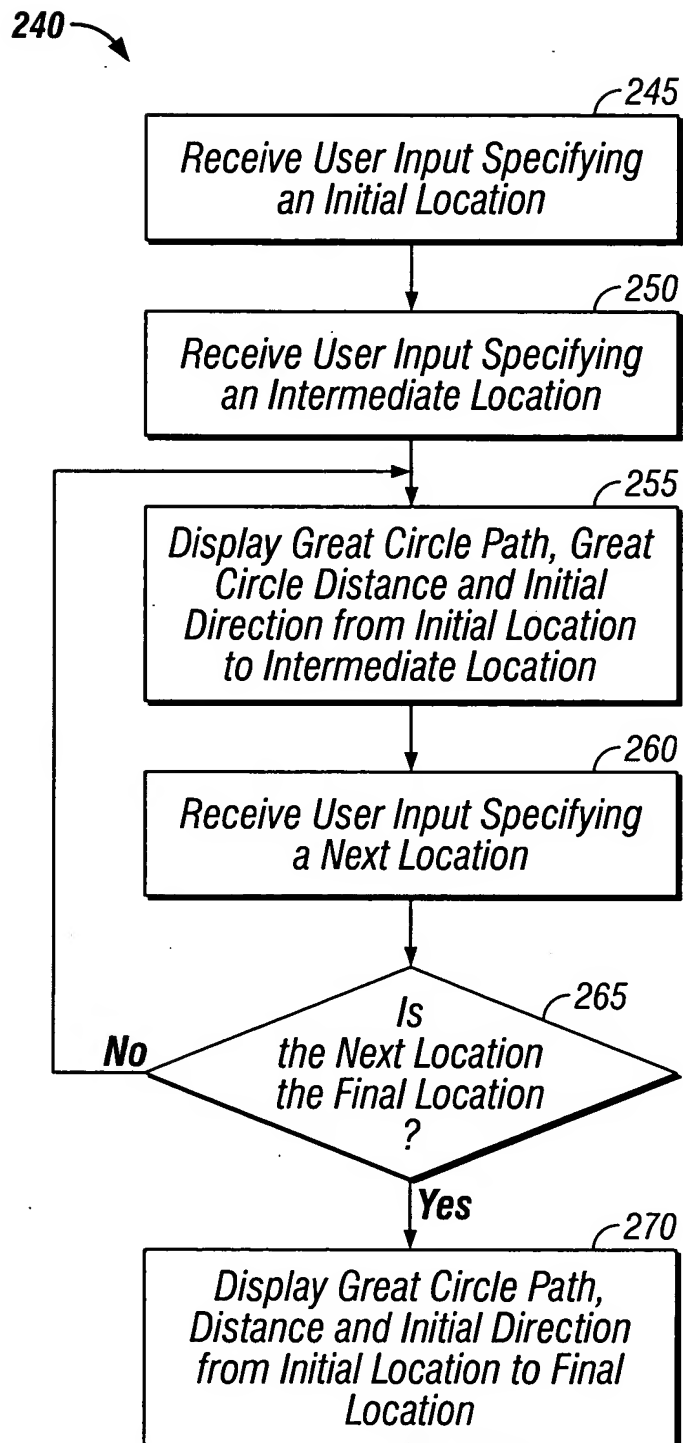 240
245
Receive User Input Specifying
an Initial Location
250
Receive User Input Specifying
an Intermediate Location
255
Display Great Circle Path, Great
Circle Distance and Initial
Direction from Initial Location
to Intermediate Location
260
Receive User Input Specifying
a Next Location
265
Is
the Next Location
the Final Location
?
No
Yes
270
Display Great Circle Path,
Distance and Initial Direction
from Initial Location to Final
Location